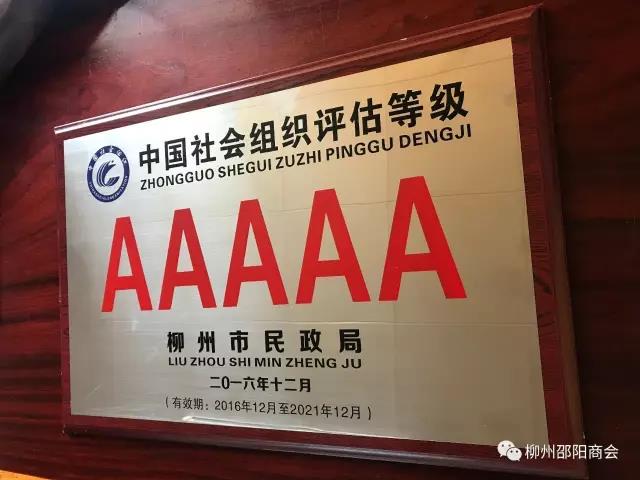 中国社会组织评估等级
ZHONGGUO SHEGUI ZUZHI PINGGU DENGJI
AAAAA
柳州市民政局
LIU ZHOU SHI MIN ZHENG JU
二〇一六年十二月
（有效期：2016年12月至2021年12月）
柳州邵阳商会